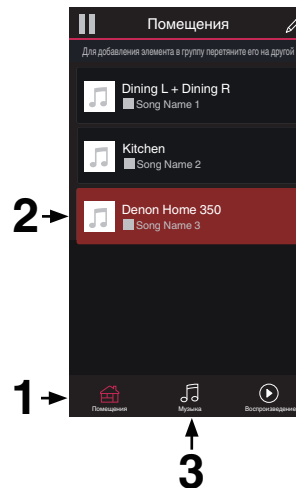 Помещения
Для добавления элемента в группу перетяните его на другой
Dining L + Dining R
Song Name 1
Kitchen
Song Name 2
2
Denon Home 350
Song Name 3
1
Помещения
Музыка
Воспроизведение
3